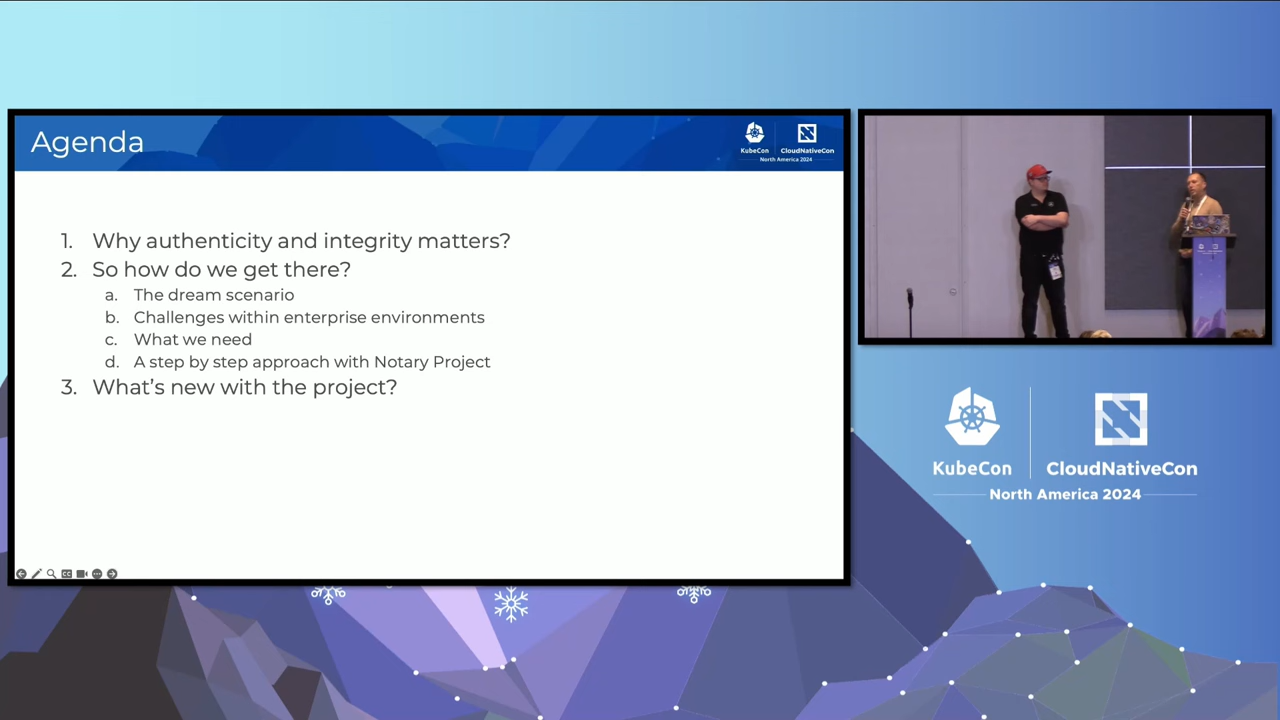 Agenda
KubeCon
CloudNativeCon
North America 2024
1. Why authenticity and integrity matters?
2. So how do we get there?
a. The dream scenario
b. Challenges within enterprise environments
c. What we need
d. A step by step approach with Notary Project
3. What's new with the project?
KubeCon
CloudNativeCon
North America 2024